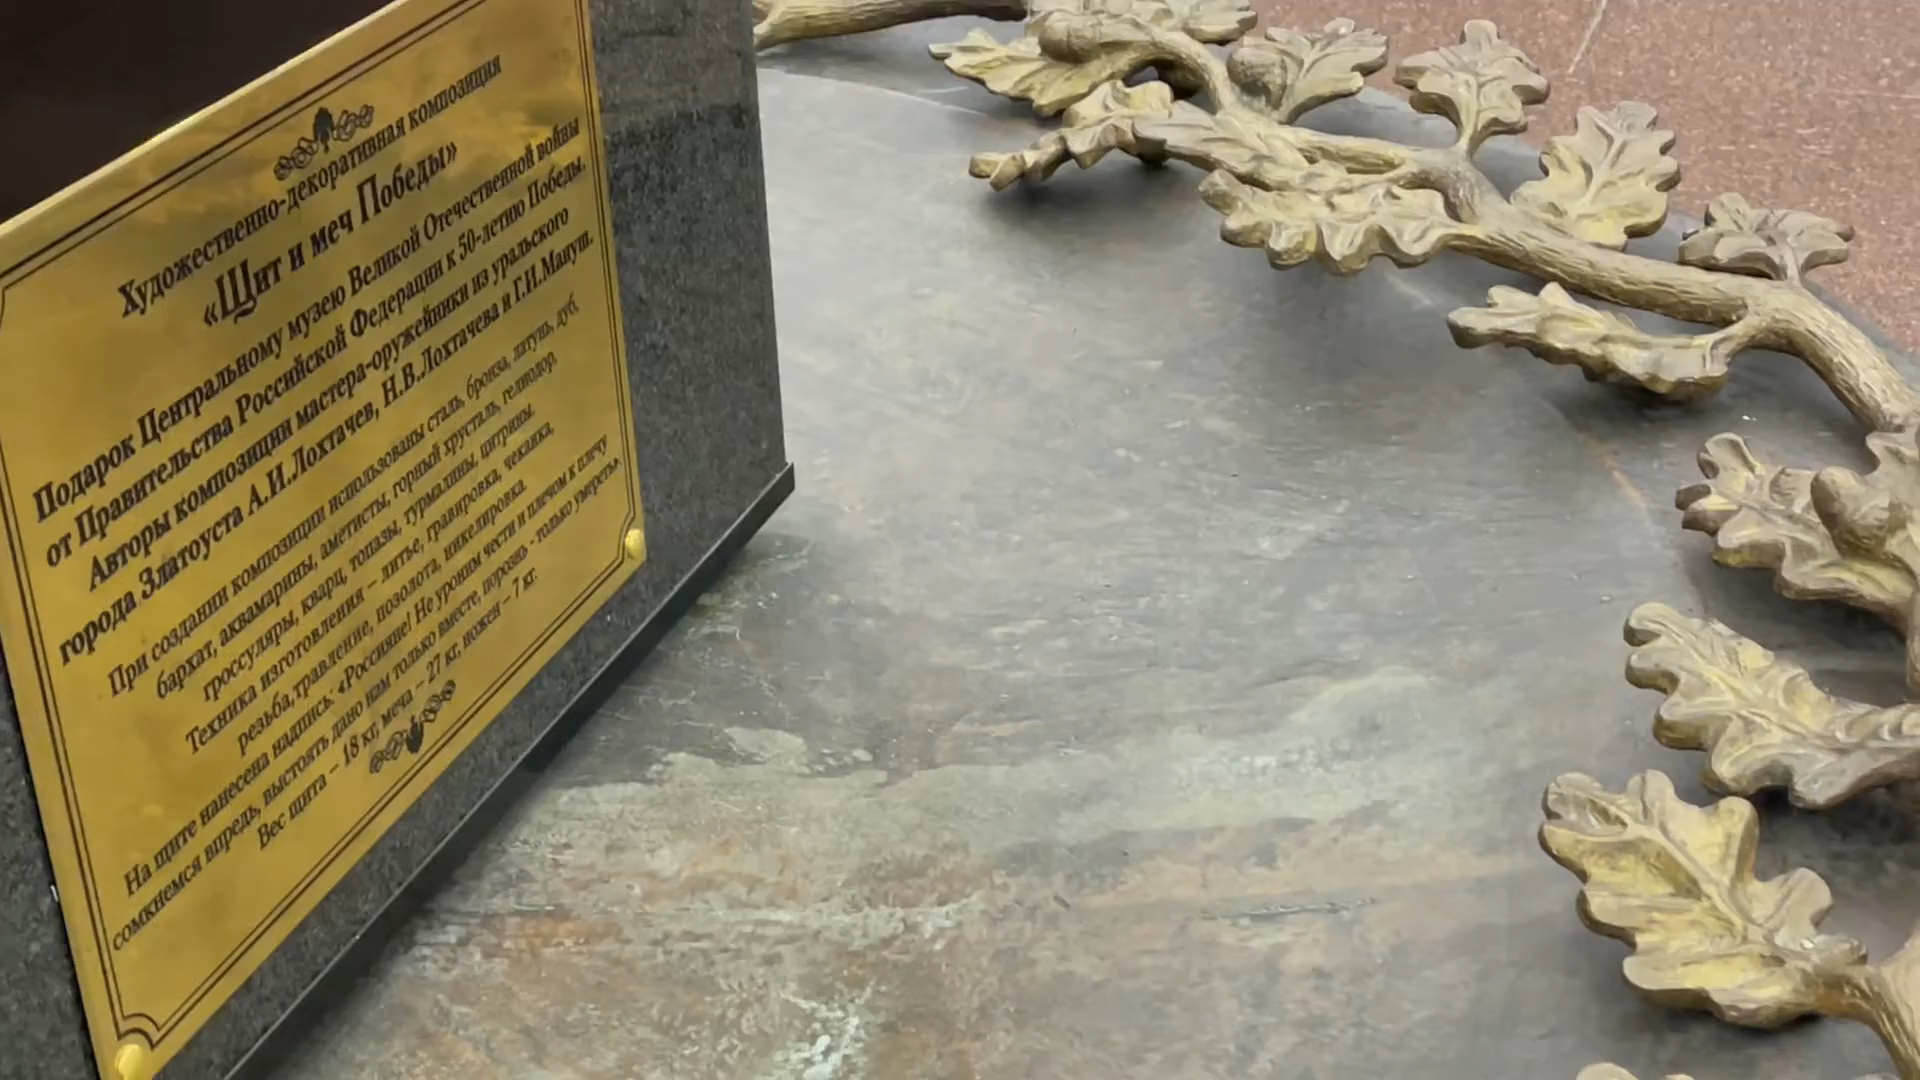 Художественно-декоративная композиция
«Щит и меч Победы»
Подарок Центральному музею Великой Отечественной войны
от Правительства Российской Федерации к 50-летию Победы.
Авторы композиции мастера-оружейники из уральского
города Златоуста А.И.Лохтачев, Н.В.Лохтачева и Г.И.Мануш.
При создании композиции использованы сталь, бронза, латунь, дуб,
бархат, аквамарины, аметисты, горный хрусталь, гелиодор,
гроссуляры, кварц, топазы, турмалины, цитрины.
Техника изготовления – литье, гравировка, чеканка,
резьба,травление, позолота, никелировка.
На щите нанесена надпись: «Россияне! Не уроним чести и плечом к плечу
сомкнемся впредь, выстоять дано нам только вместе, порознь - только умереть».
Вес щита – 18 кг, меча – 27 кг, ножен – 7 кг.